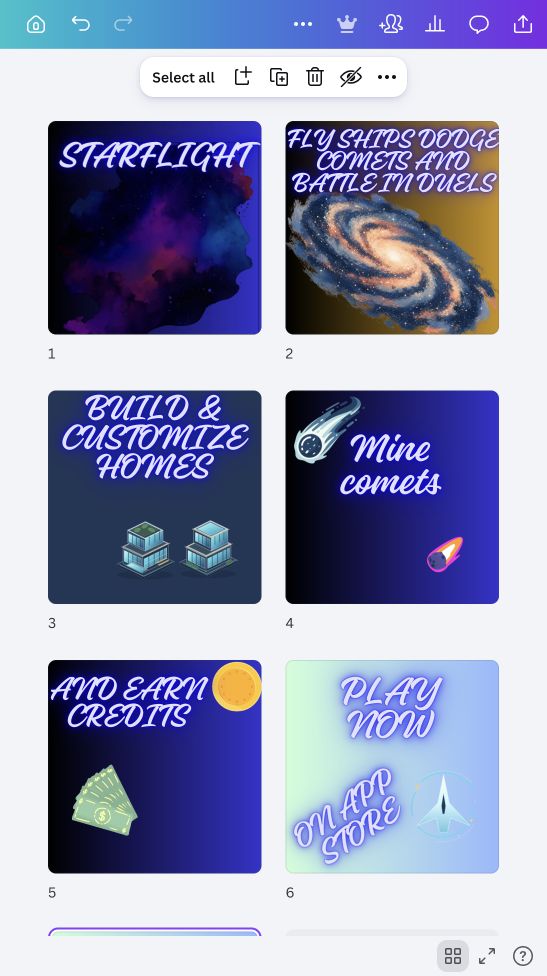 Select all
STARFLIGHT
FLY SHIPS DODGE
COMETS AND
BATTLE IN DUELS
1
2
BUILD &
CUSTOMIZE
HOMES
Mine
comets
3
4
AND EARN
CREDITS
$
PLAY
NOW
ON APP
STORE
5
6